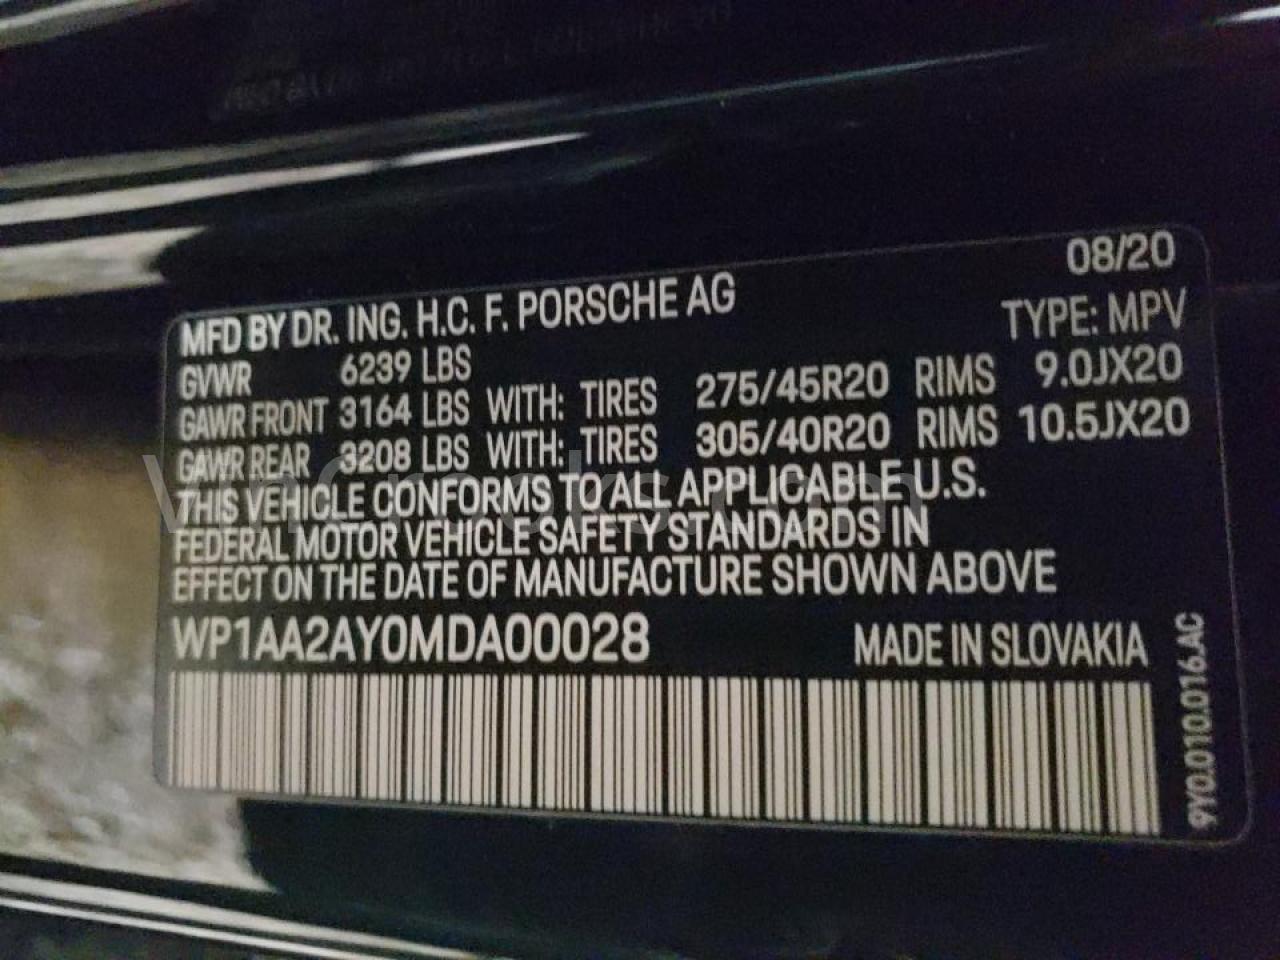 08/20
MFD BY DR. ING. H.C. F. PORSCHE AG TYPE: MPV
GVWR 6239 LBS
GAWR FRONT 3164 LBS WITH: TIRES 275/45R20 RIMS 9.0JX20
GAWR REAR 3208 LBS WITH: TIRES 305/40R20 RIMS 10.5JX20
THIS VEHICLE CONFORMS TO ALL APPLICABLE U.S.
FEDERAL MOTOR VEHICLE SAFETY STANDARDS IN
EFFECT ON THE DATE OF MANUFACTURE SHOWN ABOVE
WP1AA2AY0MDA00028 MADE IN SLOVAKIA
9Y0.010.016.AC